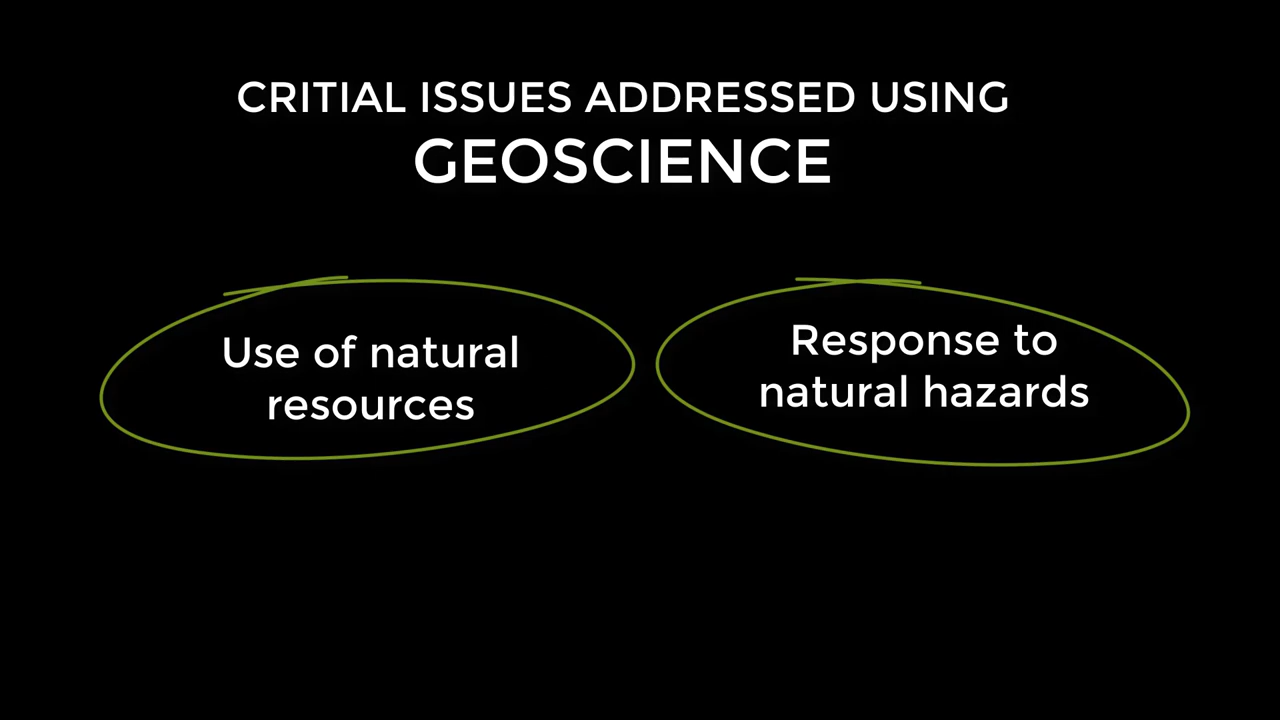 CRITIAL ISSUES ADDRESSED USING
GEOSCIENCE
Use of natural
resources
Response to
natural hazards